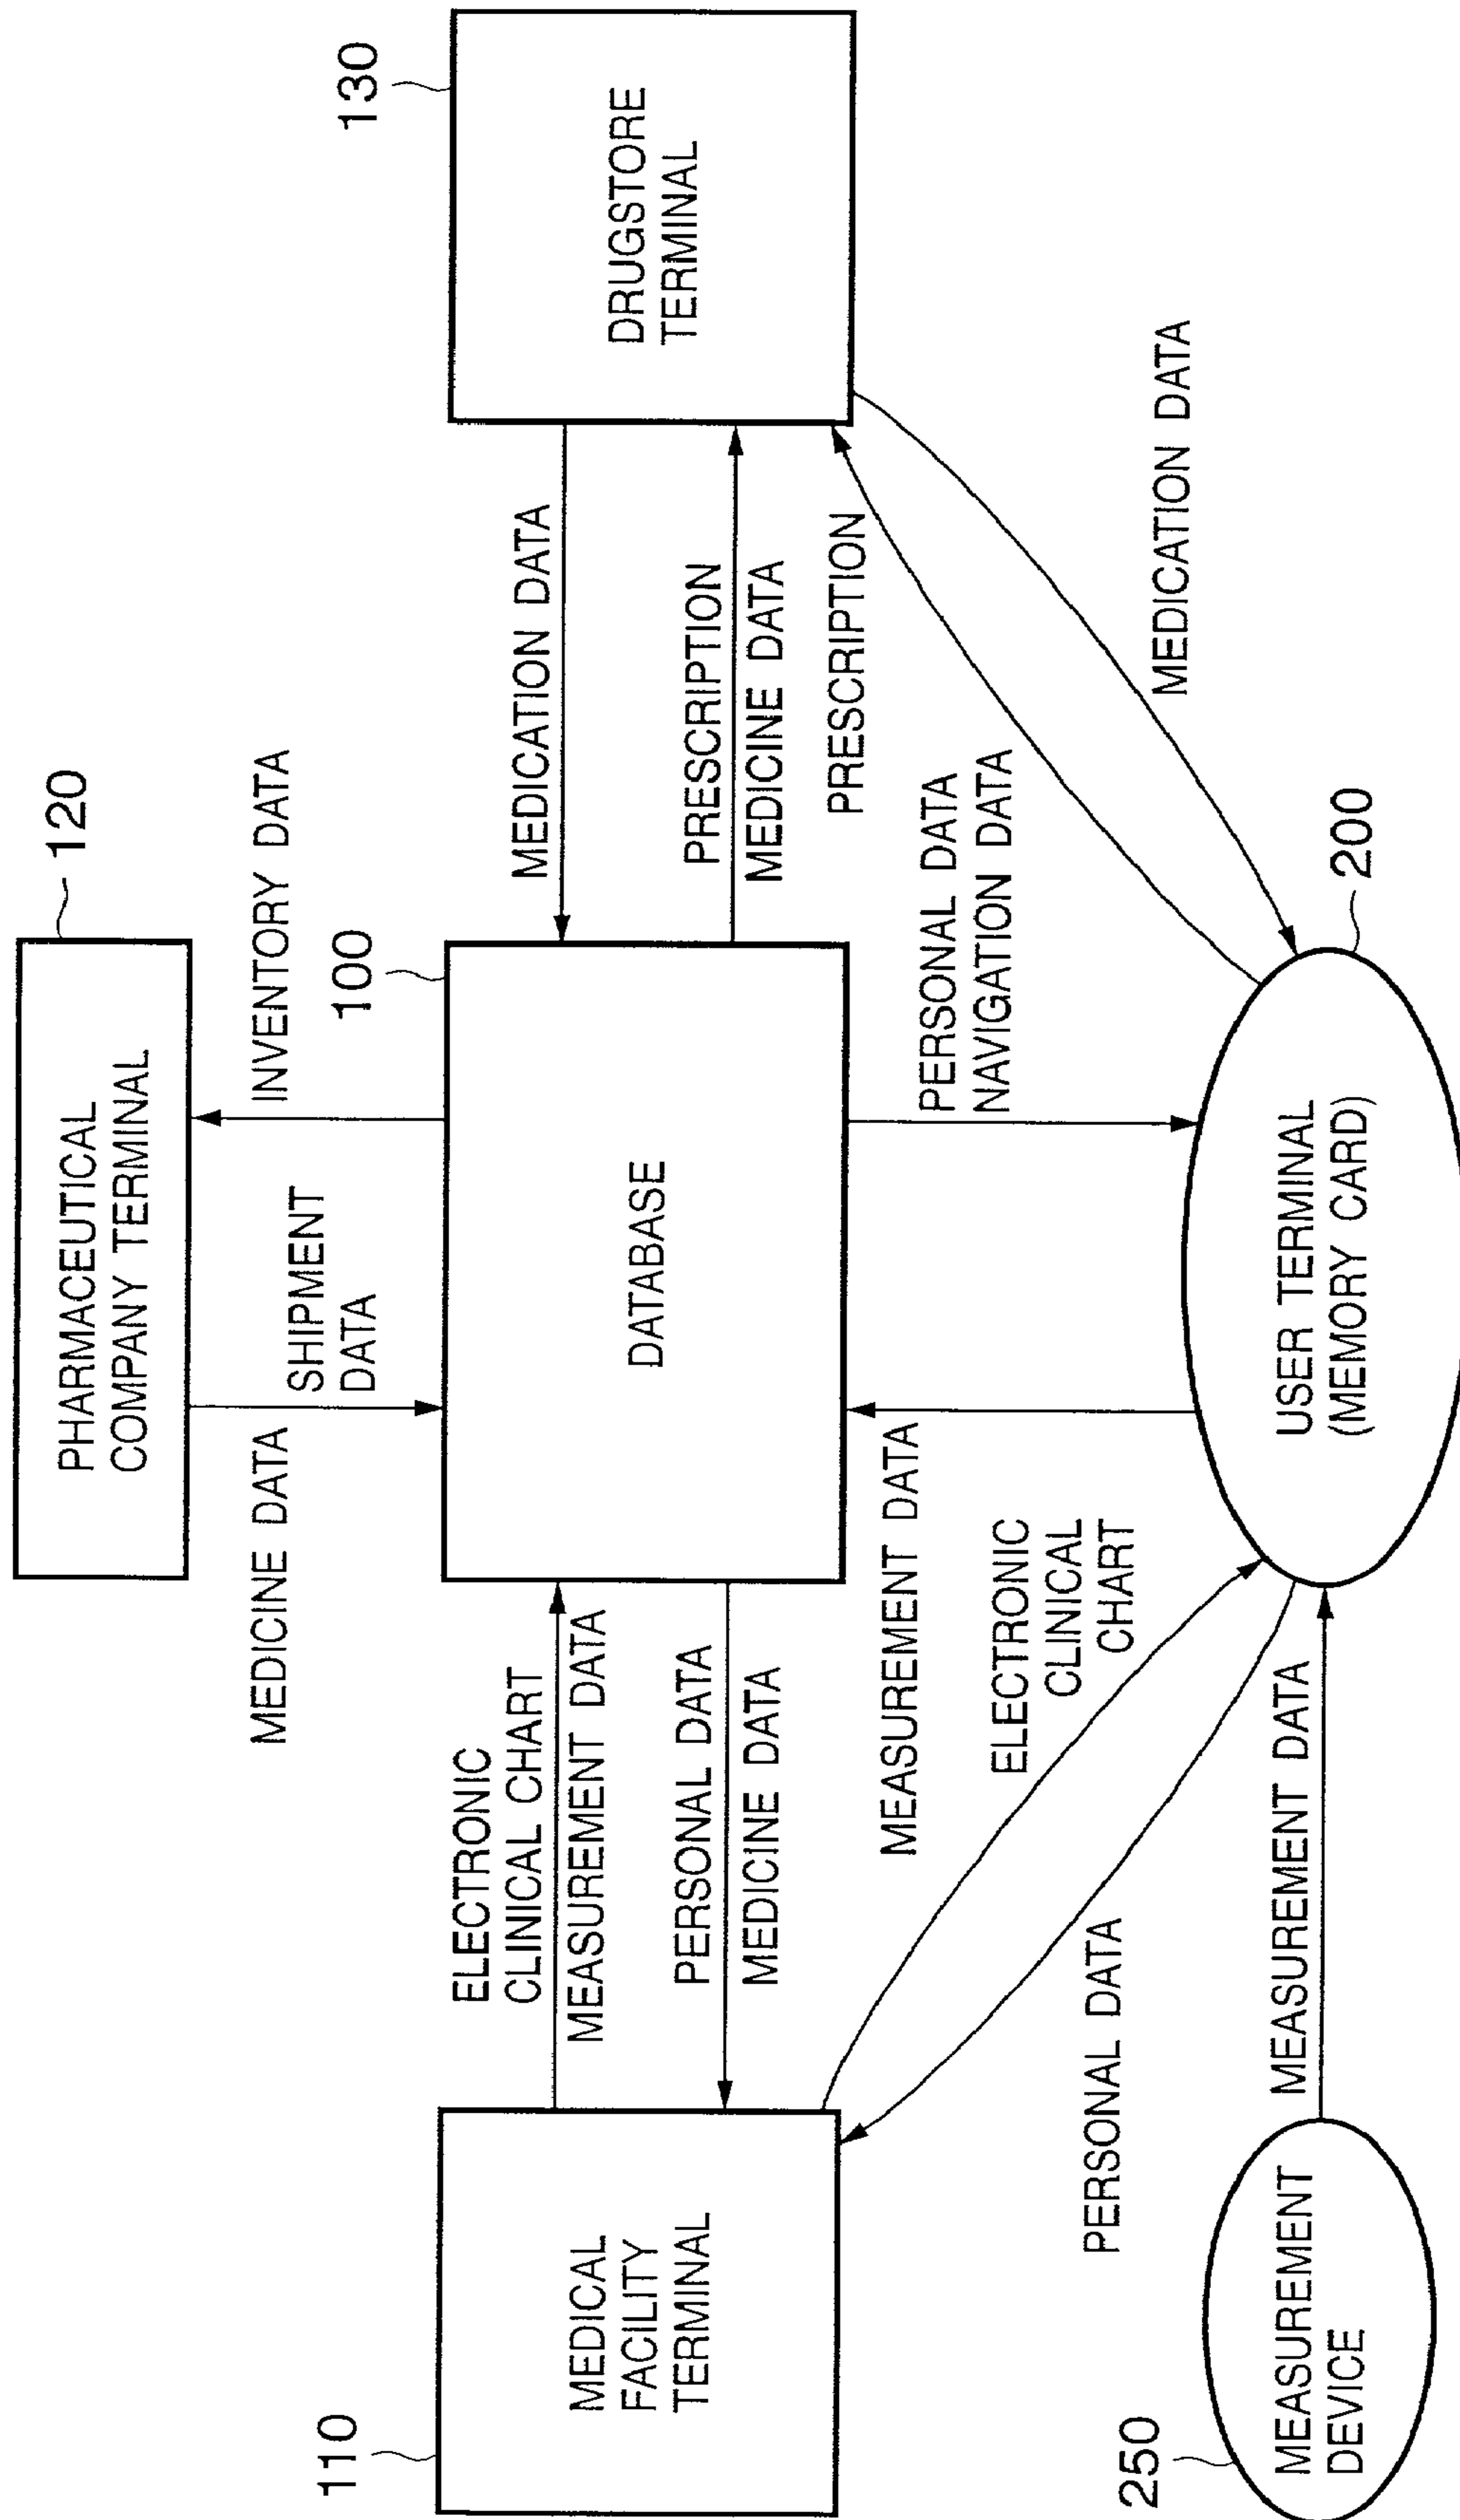 PHARMACEUTICAL
COMPANY TERMINAL
120
MEDICINE DATA
SHIPMENT
DATA
INVENTORY DATA
110
MEDICAL
FACILITY
TERMINAL
ELECTRONIC
CLINICAL CHART
MEASUREMENT DATA
PERSONAL DATA
MEDICINE DATA
100
DATABASE
MEDICATION DATA
PRESCRIPTION
MEDICINE DATA
130
DRUGSTORE
TERMINAL
PRESCRIPTION
MEASUREMENT DATA
PERSONAL DATA
NAVIGATION DATA
ELECTRONIC
CLINICAL
CHART
PERSONAL DATA
MEDICATION DATA
250
MEASUREMENT
DEVICE
MEASUREMENT DATA
USER TERMINAL
(MEMORY CARD)
200